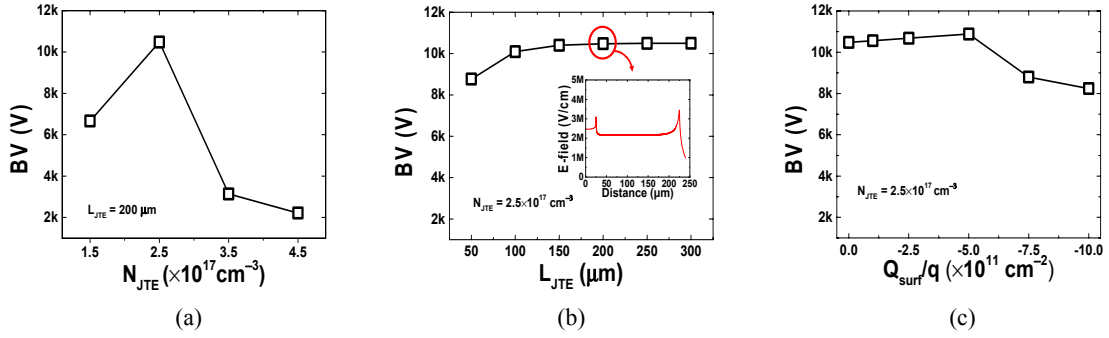 12k
10k
8k
6k
4k
2k
BV (V)
L_JTE = 200 μm
1.5 2.5 3.5 4.5
N_JTE (×10^17 cm^−3)
(a)
12k
10k
8k
6k
4k
2k
BV (V)
5M
4M
3M
2M
1M
0
E-field (V/cm)
0 50 100 150 200 250
Distance (μm)
N_JTE = 2.5×10^17 cm^−3
50 100 150 200 250 300
L_JTE (μm)
(b)
12k
10k
8k
6k
4k
2k
BV (V)
N_JTE = 2.5×10^17 cm^−3
0.0 -2.5 -5.0 -7.5 -10.0
Q_surf/q (×10^11 cm^−2)
(c)